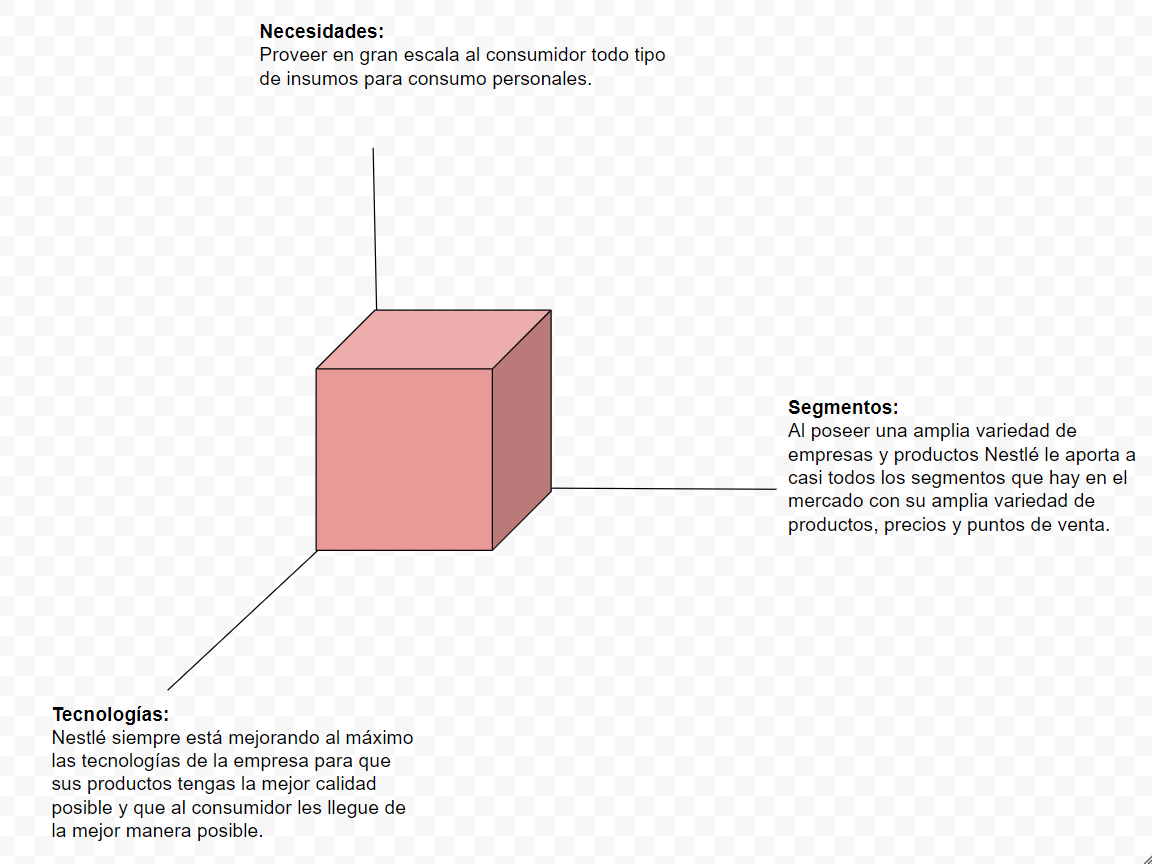 Necesidades:
Proveer en gran escala al consumidor todo tipo
de insumos para consumo personales.
Segmentos:
Al poseer una amplia variedad de
empresas y productos Nestlé le aporta a
casi todos los segmentos que hay en el
mercado con su amplia variedad de
productos, precios y puntos de venta.
Tecnologías:
Nestlé siempre está mejorando al máximo
las tecnologías de la empresa para que
sus productos tengas la mejor calidad
posible y que al consumidor les llegue de
la mejor manera posible.